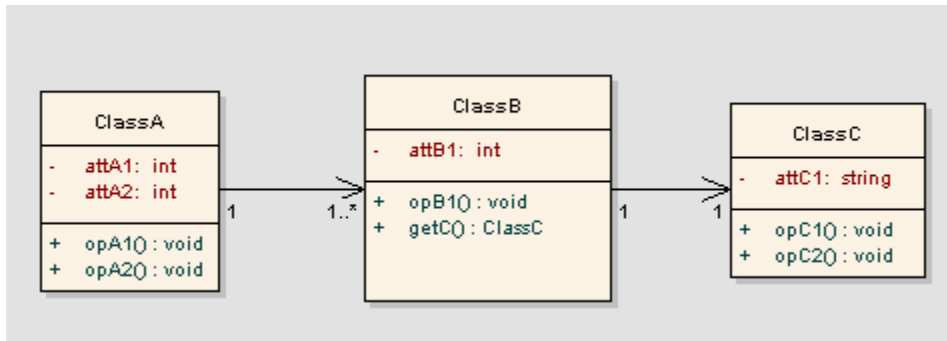 ClassA
- attA1: int
- attA2: int
+ opA1() : void
+ opA2() : void
1
1..*
ClassB
- attB1: int
+ opB1() : void
+ getC() : ClassC
1
1
ClassC
- attC1: string
+ opC1() : void
+ opC2() : void